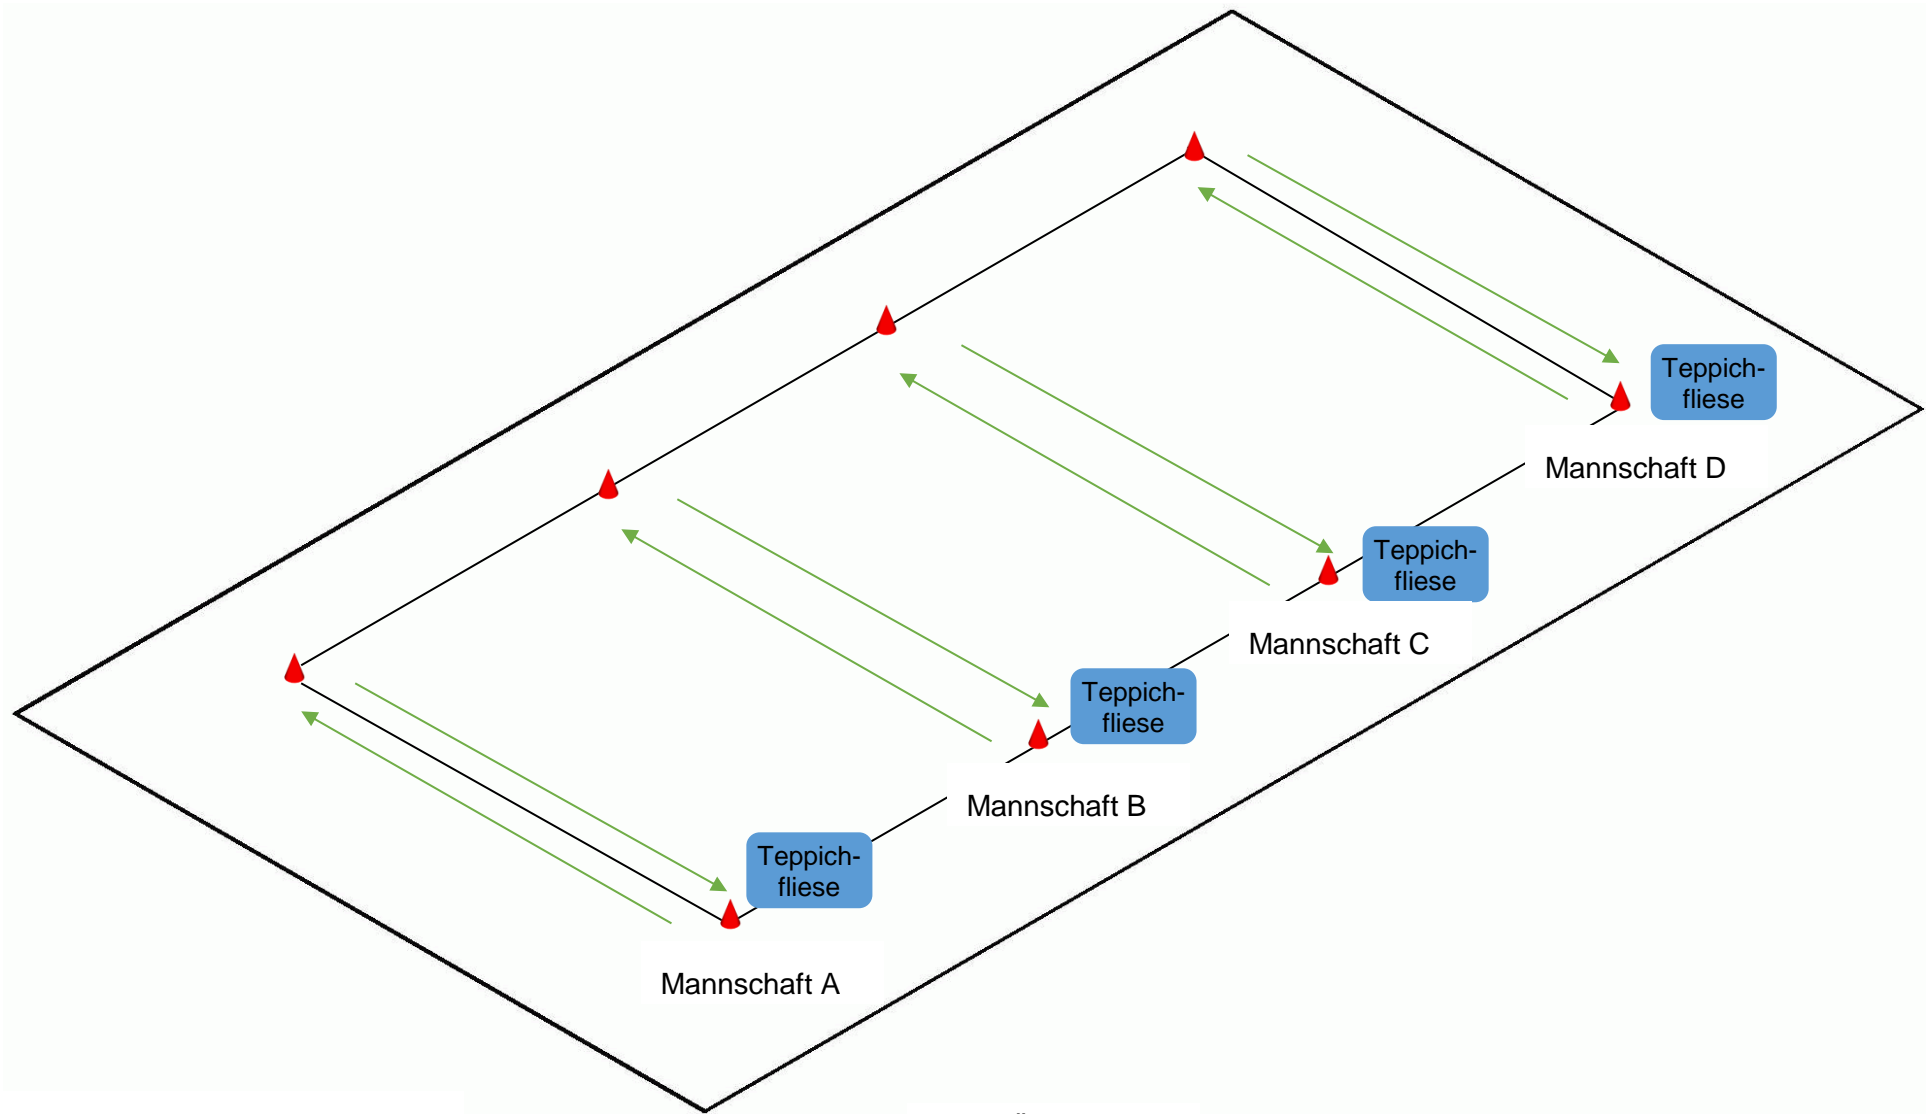 Teppich-
fliese
Mannschaft D
Teppich-
fliese
Mannschaft C
Teppich-
fliese
Mannschaft B
Teppich-
fliese
Mannschaft A